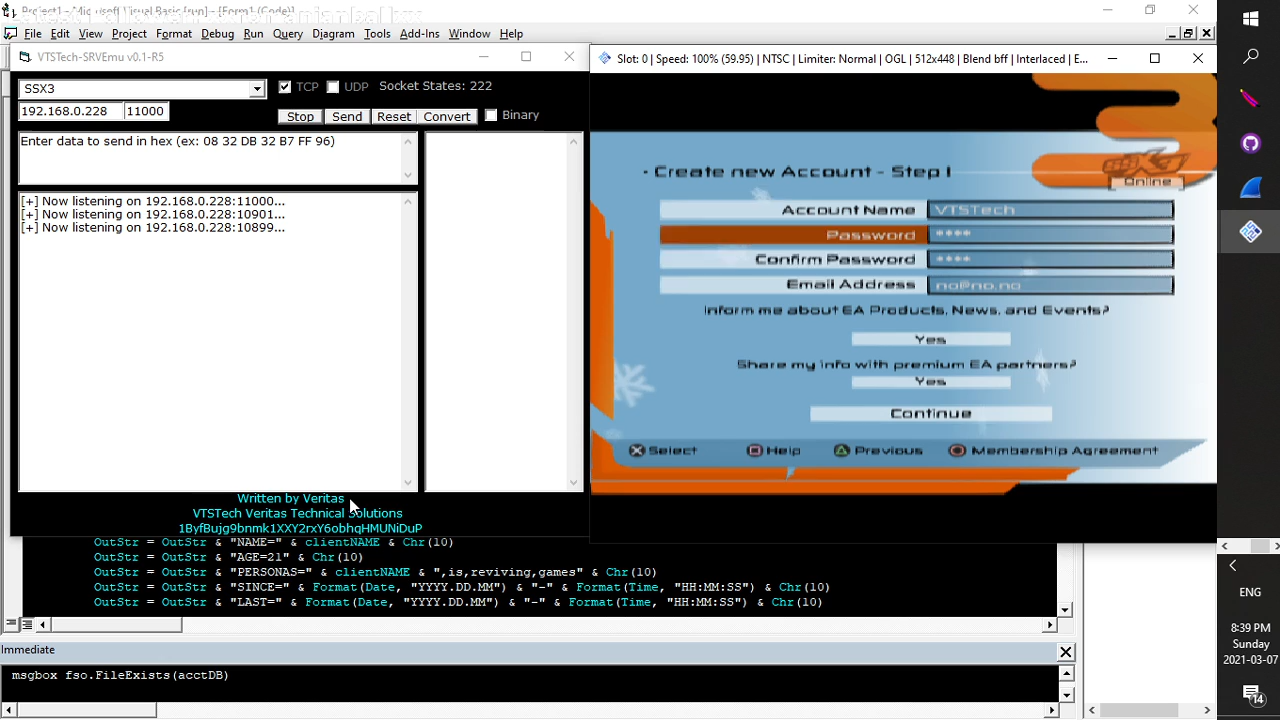 Project1 - Microsoft Visual Basic [run] - [Form1 (Code)]
File Edit View Project Format Debug Run Query Diagram Tools Add-Ins Window Help
VTSTech-SRVEmu v0.1-R5
SSX3
TCP UDP Socket States: 222
192.168.0.228 11000
Stop Send Reset Convert Binary
Enter data to send in hex (ex: 08 32 DB 32 B7 FF 96)
[+] Now listening on 192.168.0.228:11000...
[+] Now listening on 192.168.0.228:10901...
[+] Now listening on 192.168.0.228:10899...
Written by Veritas
VTSTech Veritas Technical Solutions
1ByfBujg9bnmk1XXY2rxY6obhqHMUNiDuP
Slot: 0 | Speed: 100% (59.95) | NTSC | Limiter: Normal | OGL | 512x448 | Blend bff | Interlaced | E...
- Create new Account - Step 1
Online
Account Name VTSTech
Password ****
Confirm Password ****
Email Address no@no.no
Inform me about EA Products, News, and Events?
Yes
Share my info with premium EA partners?
Yes
Continue
Select Help Previous Membership Agreement
OutStr = OutStr & "NAME=" & clientNAME & Chr(10)
OutStr = OutStr & "AGE=21" & Chr(10)
OutStr = OutStr & "PERSONAS=" & clientNAME & ",is,reviving,games" & Chr(10)
OutStr = OutStr & "SINCE=" & Format(Date, "YYYY.DD.MM") & "-" & Format(Time, "HH:MM:SS") & Chr(10)
OutStr = OutStr & "LAST=" & Format(Date, "YYYY.DD.MM") & "-" & Format(Time, "HH:MM:SS") & Chr(10)
Immediate
msgbox fso.FileExists(acctDB)
ENG
8:39 PM
Sunday
2021-03-07
14